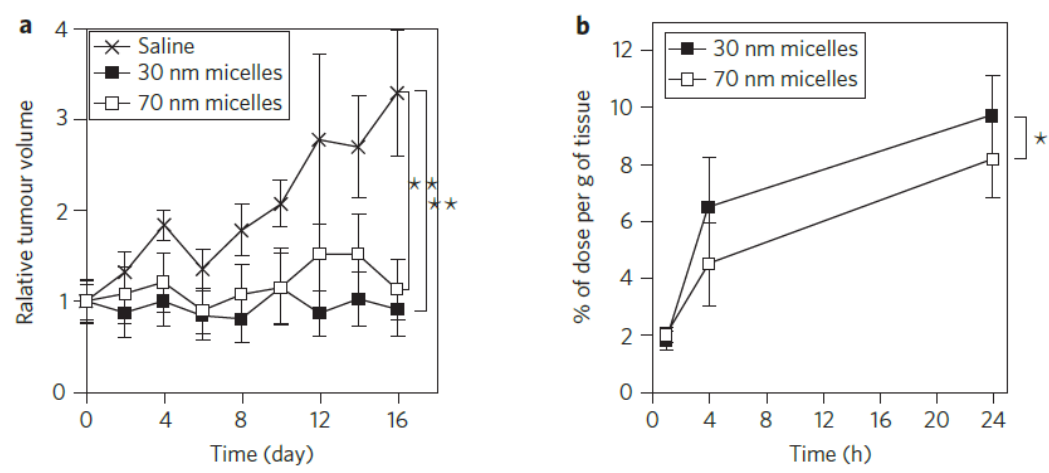 a
Saline
30 nm micelles
70 nm micelles
Ralative tumour volume
4
3
2
1
0
0 4 8 12 16
Time (day)
★★
★★
b
30 nm micelles
70 nm micelles
% of dose per g of tissue
12
10
8
6
4
2
0
0 4 8 12 16 20 24
Time (h)
★